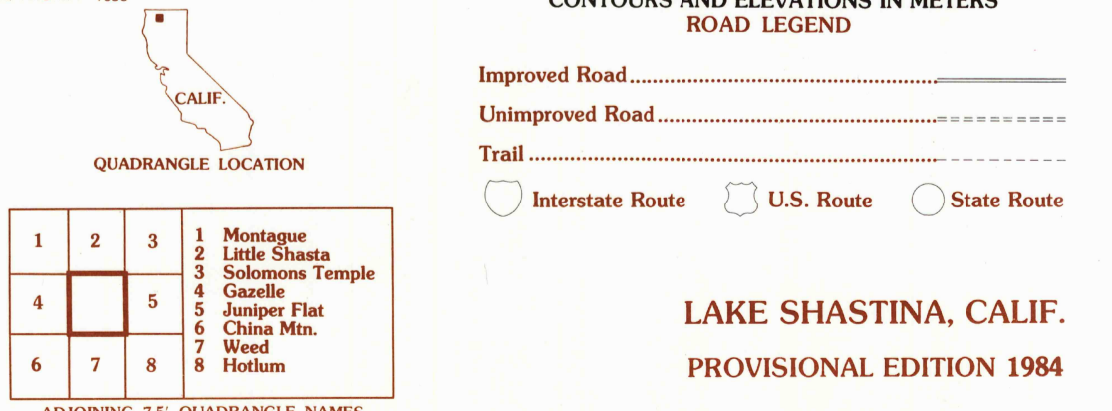 CALIF.
QUADRANGLE LOCATION
CONTOURS AND ELEVATIONS IN METERS
ROAD LEGEND
Improved Road
Unimproved Road
Trail
Interstate Route
U.S. Route
State Route
1 2 3
4 5
6 7 8
1 Montague
2 Little Shasta
3 Solomons Temple
4 Gazelle
5 Juniper Flat
6 China Mtn.
7 Weed
8 Hotlum
ADJOINING 7.5' QUADRANGLE NAMES
LAKE SHASTINA, CALIF.
PROVISIONAL EDITION 1984